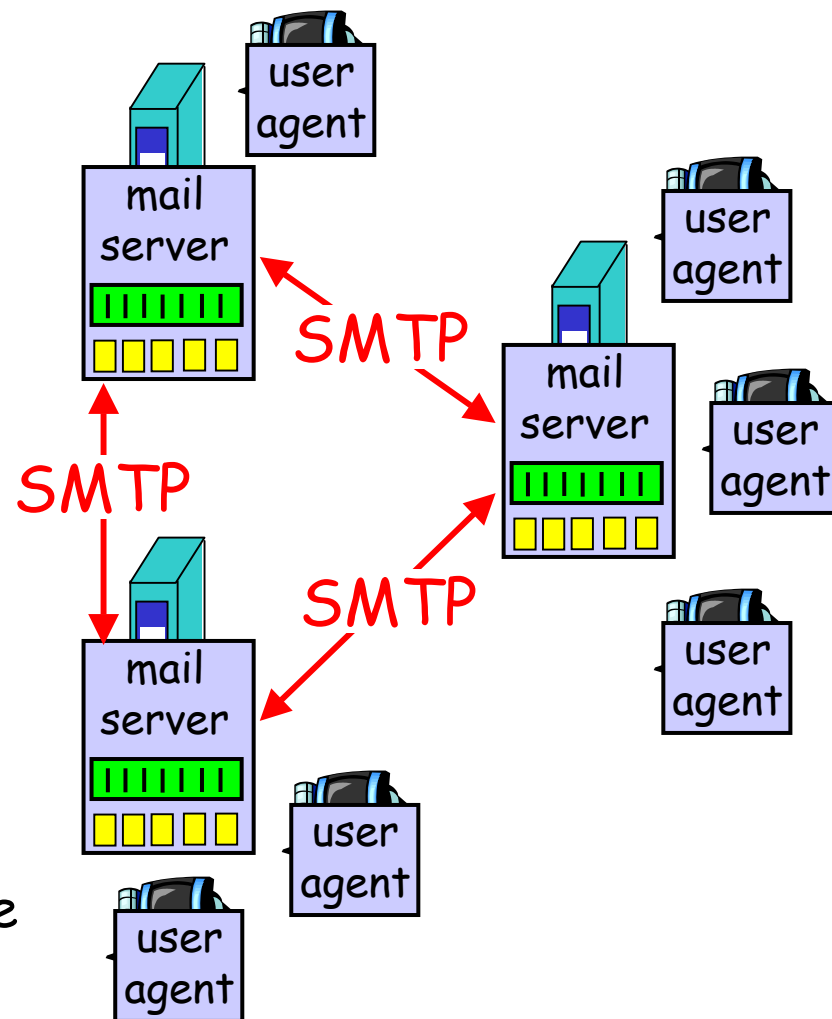 user
agent
mail
server
user
agent
SMTP
mail
server
user
agent
SMTP
SMTP
user
agent
mail
server
user
agent
e
user
agent